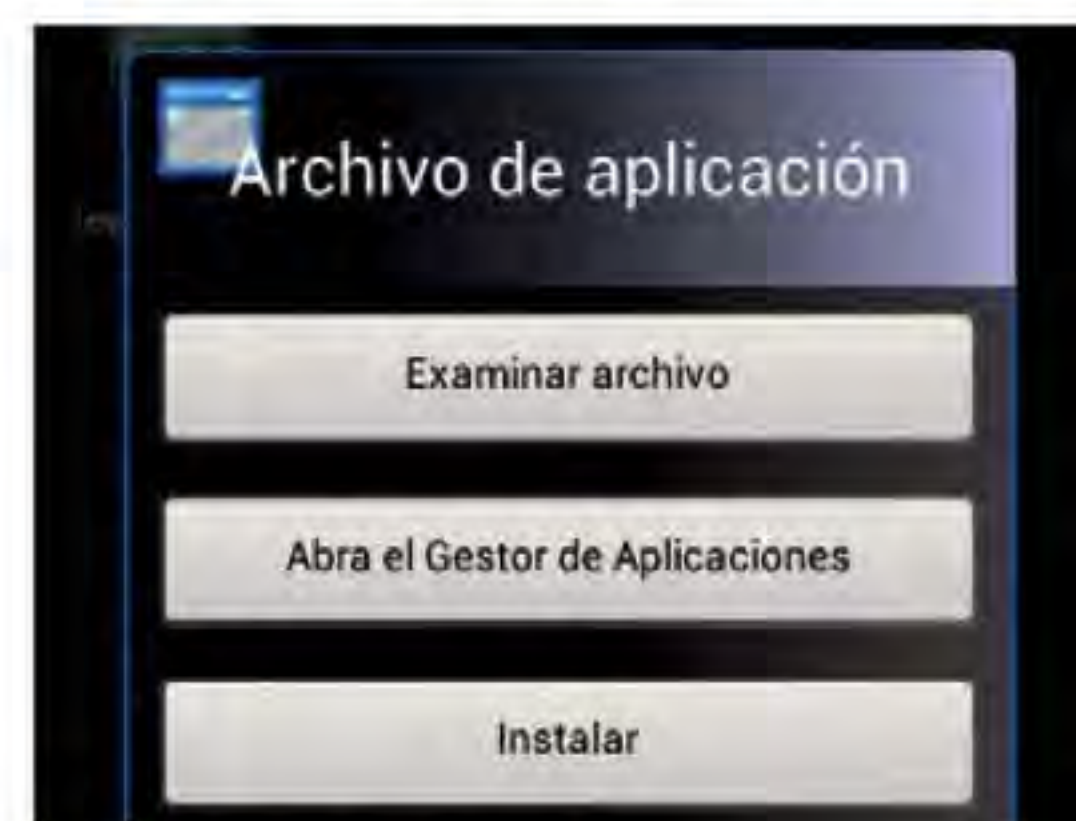 Archivo de aplicación
Examinar archivo
Abra el Gestor de Aplicaciones
Instalar